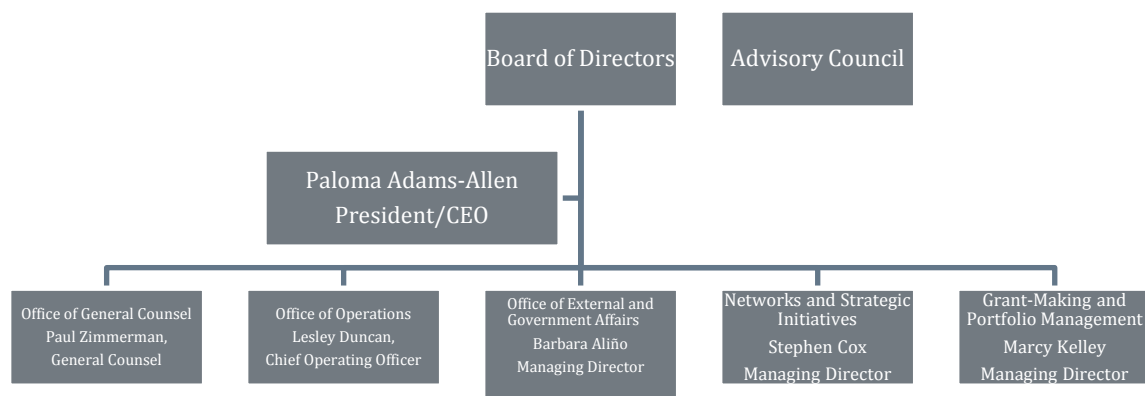 Board of Directors
Advisory Council
Paloma Adams-Allen
President/CEO
Office of General Counsel
Paul Zimmerman,
General Counsel
Office of Operations
Lesley Duncan,
Chief Operating Officer
Office of External and
Government Affairs
Barbara Aliño
Managing Director
Networks and Strategic
Initiatives
Stephen Cox
Managing Director
Grant-Making and
Portfolio Management
Marcy Kelley
Managing Director